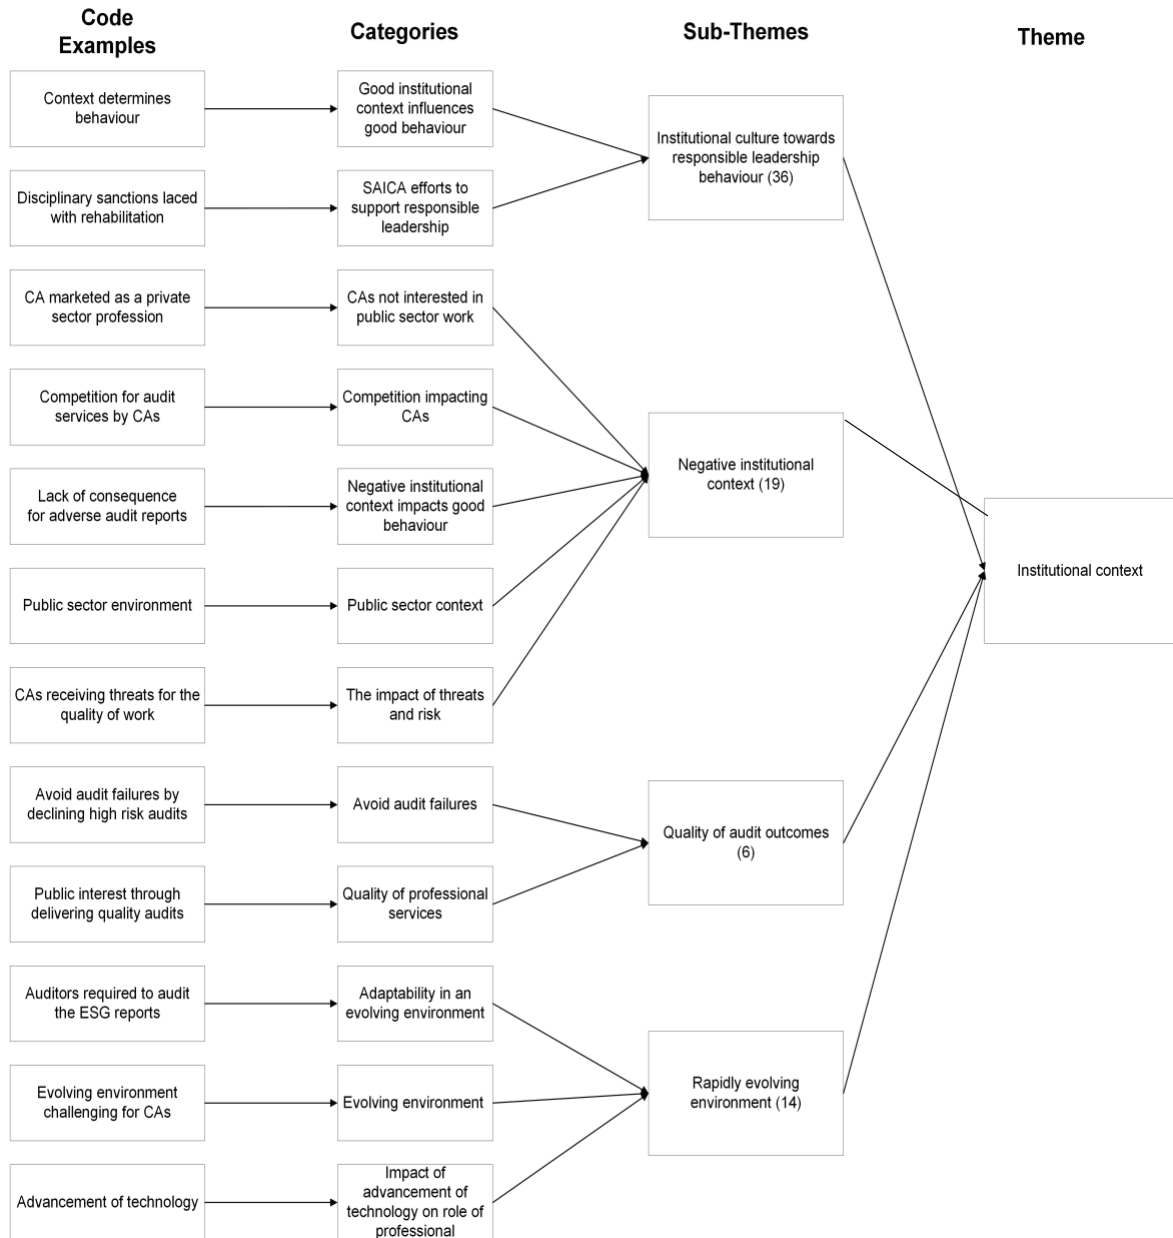 Code
Examples
Categories
Sub-Themes
Theme
Context determines
behaviour
Good institutional
context influences
good behaviour
Institutional culture towards
responsible leadership
behaviour (36)
Disciplinary sanctions laced
with rehabilitation
SAICA efforts to
support responsible
leadership
CA marketed as a private
sector profession
CAs not interested in
public sector work
Competition for audit
services by CAs
Competition impacting
CAs
Negative institutional
context (19)
Lack of consequence
for adverse audit reports
Negative institutional
context impacts good
behaviour
Institutional context
Public sector environment
Public sector context
CAs receiving threats for the
quality of work
The impact of threats
and risk
Avoid audit failures by
declining high risk audits
Avoid audit failures
Quality of audit outcomes
(6)
Public interest through
delivering quality audits
Quality of professional
services
Auditors required to audit
the ESG reports
Adaptability in an
evolving environment
Rapidly evolving
environment (14)
Evolving environment
challenging for CAs
Evolving environment
Advancement of technology
Impact of
advancement of
technology on role of
professional